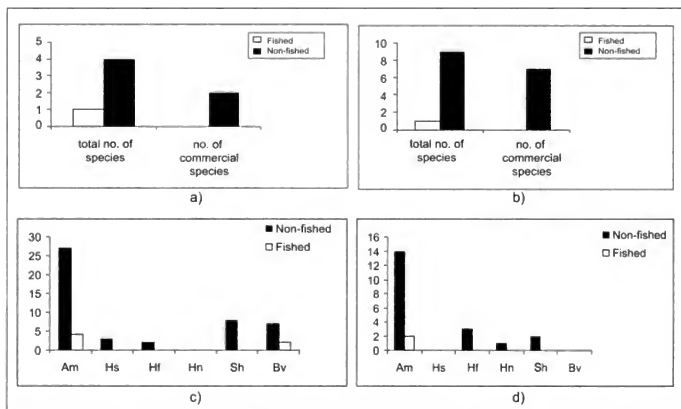 5
4
3
2
1
0
total no. of species
no. of commercial species
Fished
Non-fished
a)
10
8
6
4
2
0
total no. of species
no. of commercial species
Fished
Non-fished
b)
30
25
20
15
10
5
0
Am Hs Hf Hn Sh Bv
Non-fished
Fished
c)
16
14
12
10
8
6
4
2
0
Am Hs Hf Hn Sh Bv
Non-fished
Fished
d)